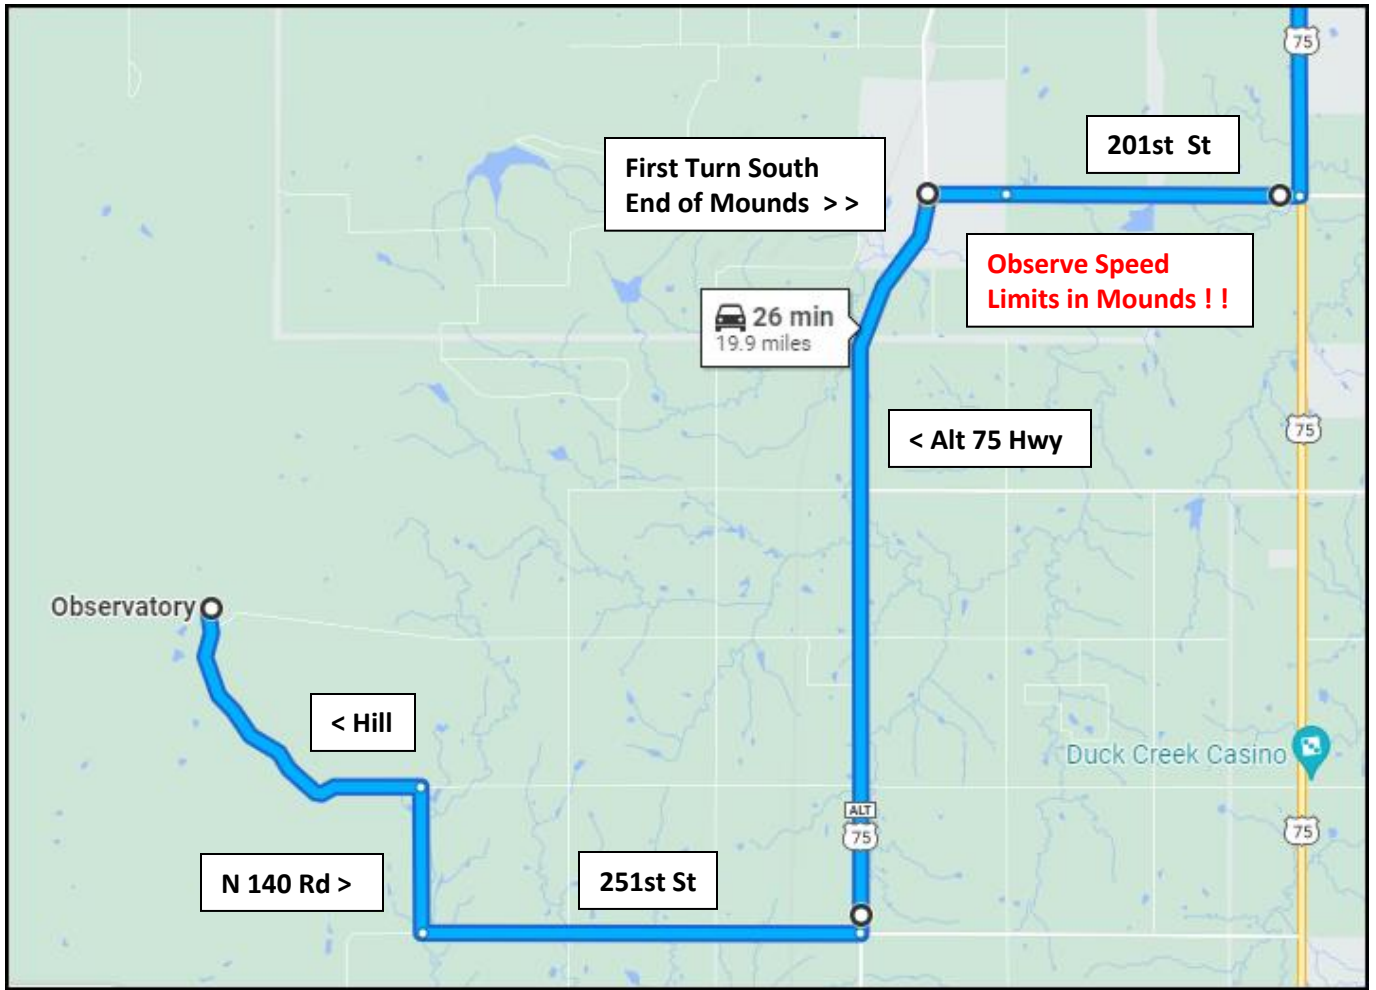 75
201st  St
First Turn South
End of Mounds  > >
Observe Speed
Limits in Mounds ! !
26 min
19.9 miles
< Alt 75 Hwy
75
Observatory
< Hill
Duck Creek Casino
ALT
75
75
N 140 Rd >
251st St